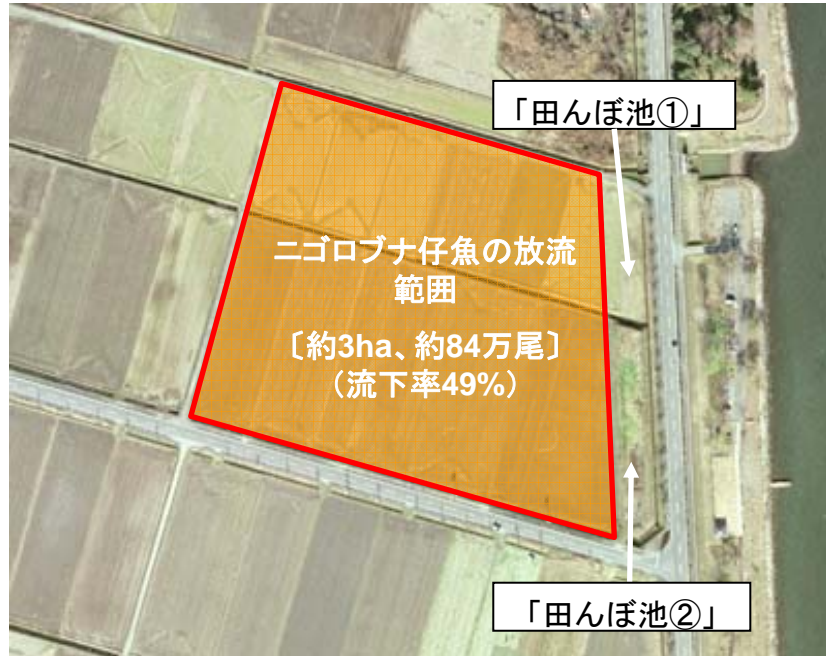 「田んぼ池①」
ニゴロブナ仔魚の放流
範囲
〔約3ha、約84万尾〕
（流下率49%）
「田んぼ池②」